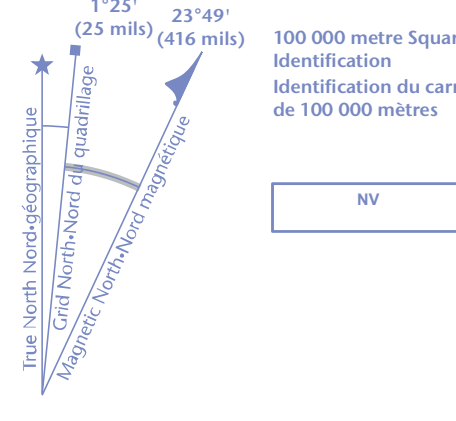 1°25'
(25 mils)
23°49'
(416 mils)
True North Nord•géographique
Grid North•Nord du quadrillage
Magnetic North•Nord magnétique
100 000 metre Squar
Identification
Identification du carr
de 100 000 mètres
NV